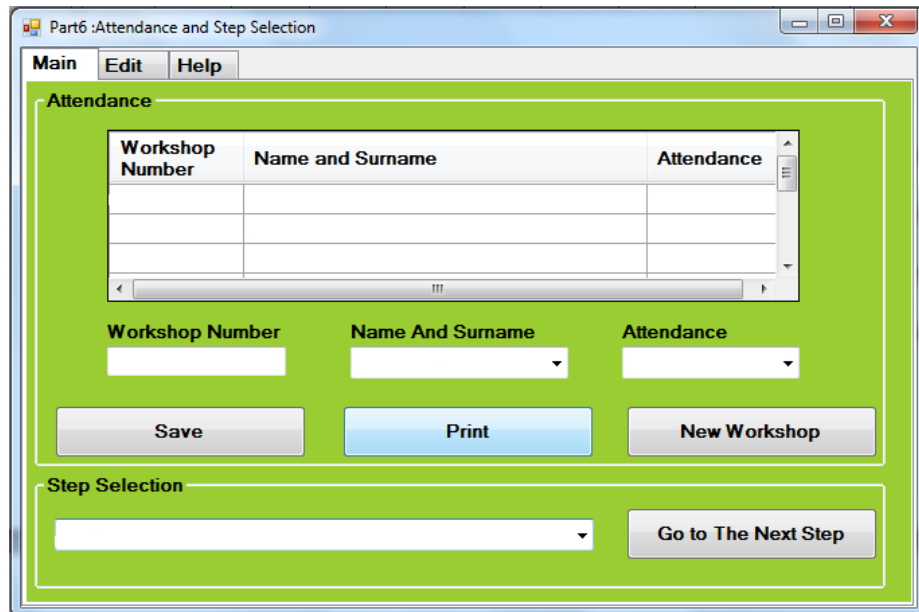 Part6 :Attendance and Step Selection
Main Edit Help
Attendance
Workshop Number Name and Surname Attendance
Workshop Number Name And Surname Attendance
Save Print New Workshop
Step Selection
Go to The Next Step